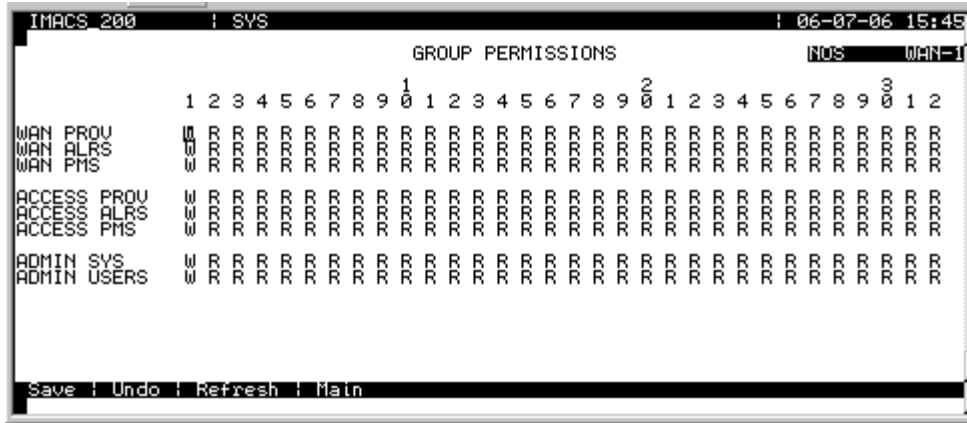 IMACS_200 | SYS | 06-07-06 15:45
GROUP PERMISSIONS NOS WAN-1
1 2 3
1 2 3 4 5 6 7 8 9 0 1 2 3 4 5 6 7 8 9 0 1 2 3 4 5 6 7 8 9 0 1 2
WAN PROV W R R R R R R R R R R R R R R R R R R R R R R R R R R R R R R R
WAN ALRS W R R R R R R R R R R R R R R R R R R R R R R R R R R R R R R R
WAN PMS W R R R R R R R R R R R R R R R R R R R R R R R R R R R R R R R
ACCESS PROV W R R R R R R R R R R R R R R R R R R R R R R R R R R R R R R R
ACCESS ALRS W R R R R R R R R R R R R R R R R R R R R R R R R R R R R R R R
ACCESS PMS W R R R R R R R R R R R R R R R R R R R R R R R R R R R R R R R
ADMIN SYS W R R R R R R R R R R R R R R R R R R R R R R R R R R R R R R R
ADMIN USERS W R R R R R R R R R R R R R R R R R R R R R R R R R R R R R R R
Save | Undo | Refresh | Main